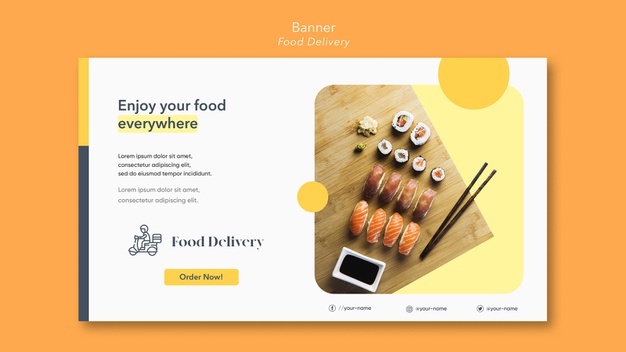 Banner
Food Delivery
Enjoy your food
everywhere
Lorem ipsum dolor sit amet,
consectetur adipiscing elit,
sed do eiusmod tempor incididunt.
Lorem ipsum dolor sit amet,
consectetur adipiscing elit.
Food Delivery
Order Now!
//your-name
@your-name
@your-name